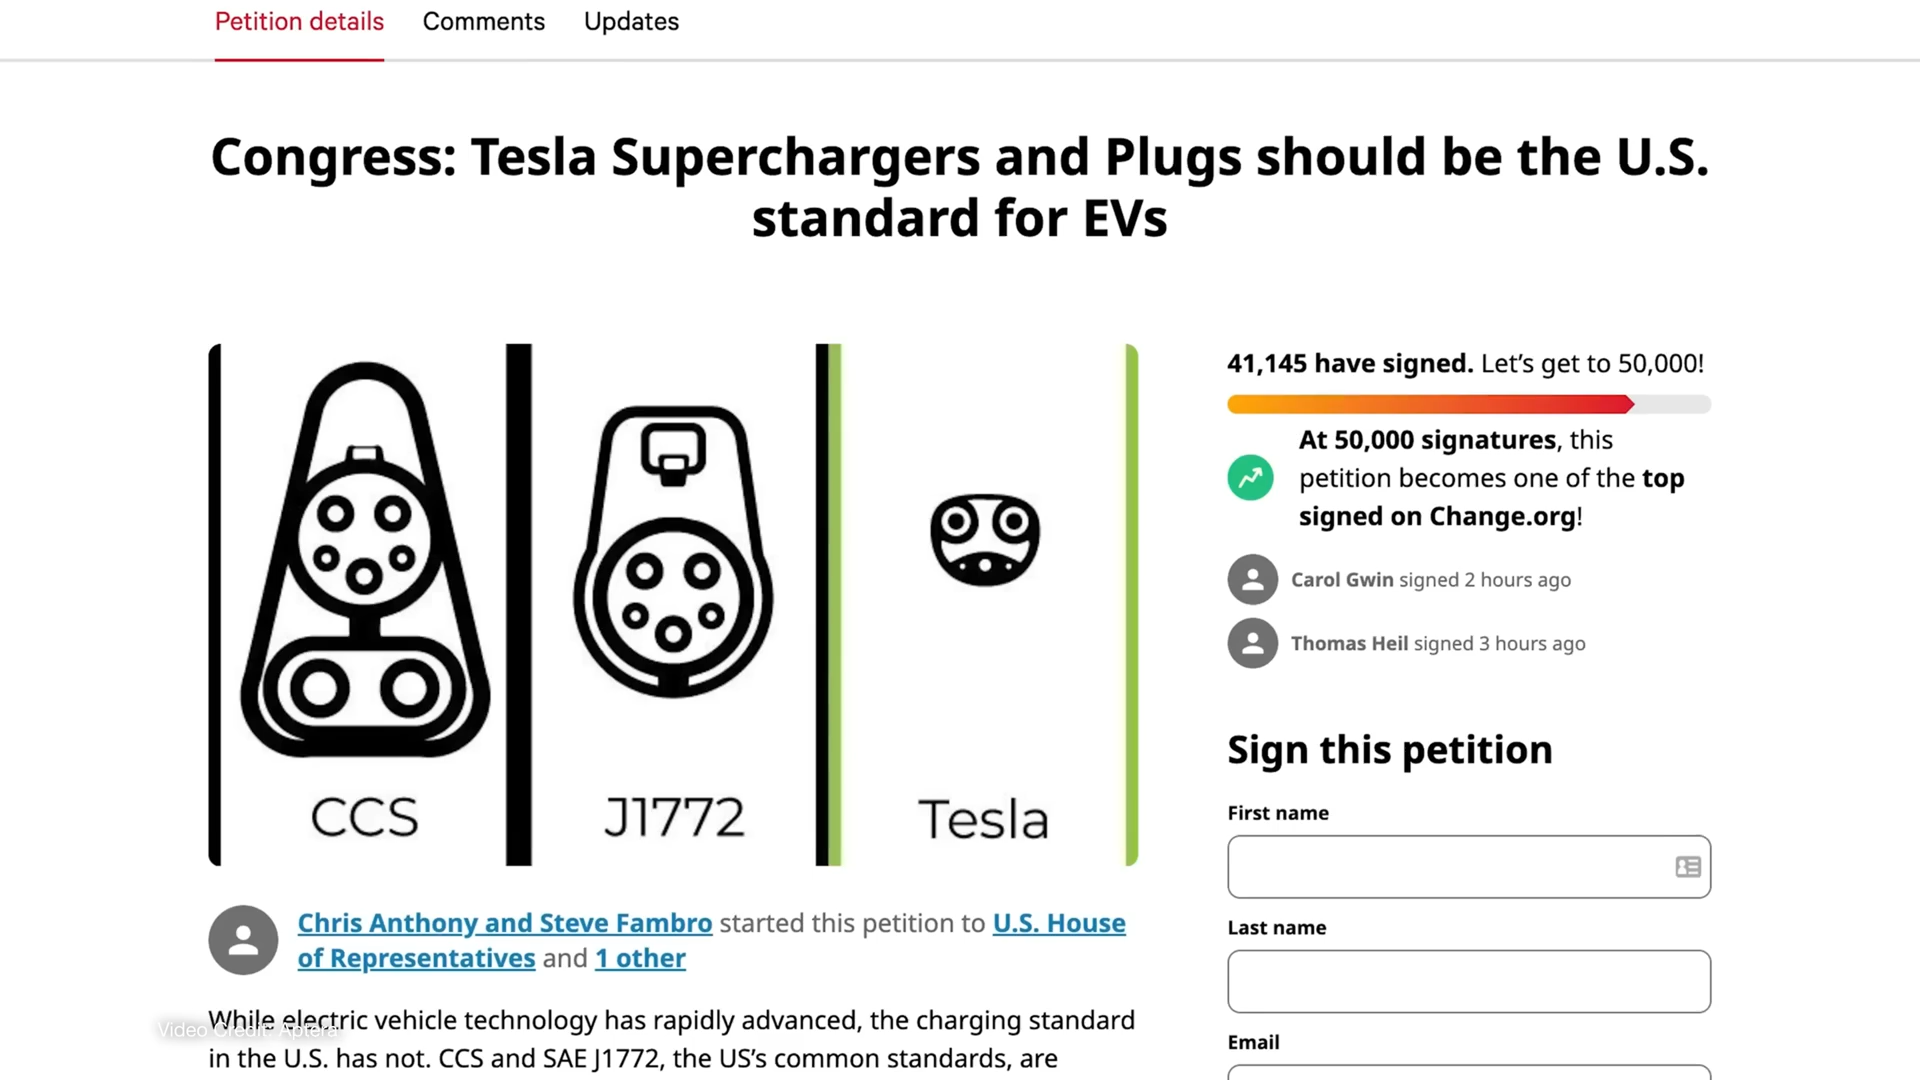 Petition details Comments Updates
Congress: Tesla Superchargers and Plugs should be the U.S.
standard for EVs
CCS
J1772
Tesla
Chris Anthony and Steve Fambro started this petition to U.S. House
of Representatives and 1 other
While electric vehicle technology has rapidly advanced, the charging standard
in the U.S. has not. CCS and SAE J1772, the US’s common standards, are
Video Credit: Aptera
41,145 have signed. Let’s get to 50,000!
At 50,000 signatures, this
petition becomes one of the top
signed on Change.org!
Carol Gwin signed 2 hours ago
Thomas Heil signed 3 hours ago
Sign this petition
First name
Last name
Email